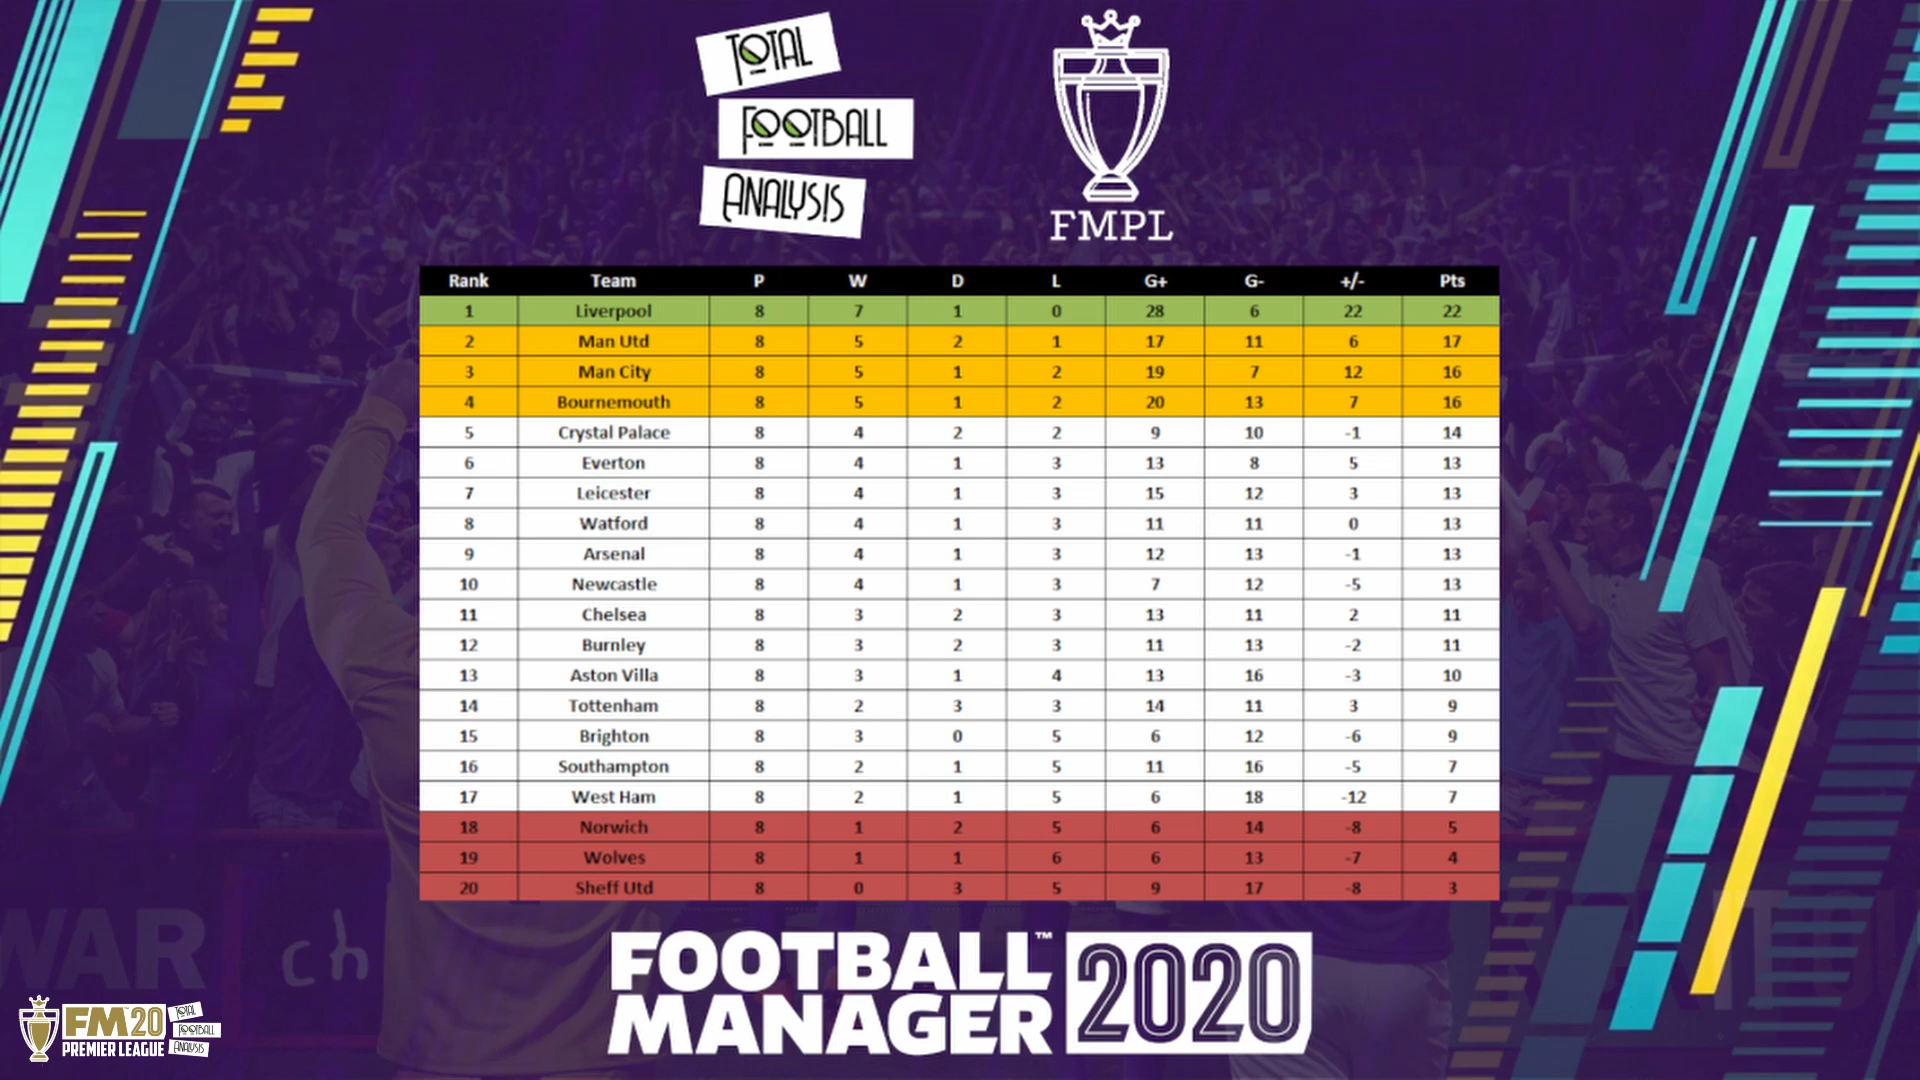 TOTAL
FOOTBALL
ANALYSIS
FMPL
Rank Team P W D L G+ G- +/- Pts
1 Liverpool 8 7 1 0 28 6 22 22
2 Man Utd 8 5 2 1 17 11 6 17
3 Man City 8 5 1 2 19 7 12 16
4 Bournemouth 8 5 1 2 20 13 7 16
5 Crystal Palace 8 4 2 2 9 10 -1 14
6 Everton 8 4 1 3 13 8 5 13
7 Leicester 8 4 1 3 15 12 3 13
8 Watford 8 4 1 3 11 11 0 13
9 Arsenal 8 4 1 3 12 13 -1 13
10 Newcastle 8 4 1 3 7 12 -5 13
11 Chelsea 8 3 2 3 13 11 2 11
12 Burnley 8 3 2 3 11 13 -2 11
13 Aston Villa 8 3 1 4 13 16 -3 10
14 Tottenham 8 2 3 3 14 11 3 9
15 Brighton 8 3 0 5 6 12 -6 9
16 Southampton 8 2 1 5 11 16 -5 7
17 West Ham 8 2 1 5 6 18 -12 7
18 Norwich 8 1 2 5 6 14 -8 5
19 Wolves 8 1 1 6 6 13 -7 4
20 Sheff Utd 8 0 3 5 9 17 -8 3
WAR ch
FOOTBALL™
MANAGER 2020
FM20
PREMIER LEAGUE
TOTAL
FOOTBALL
ANALYSIS